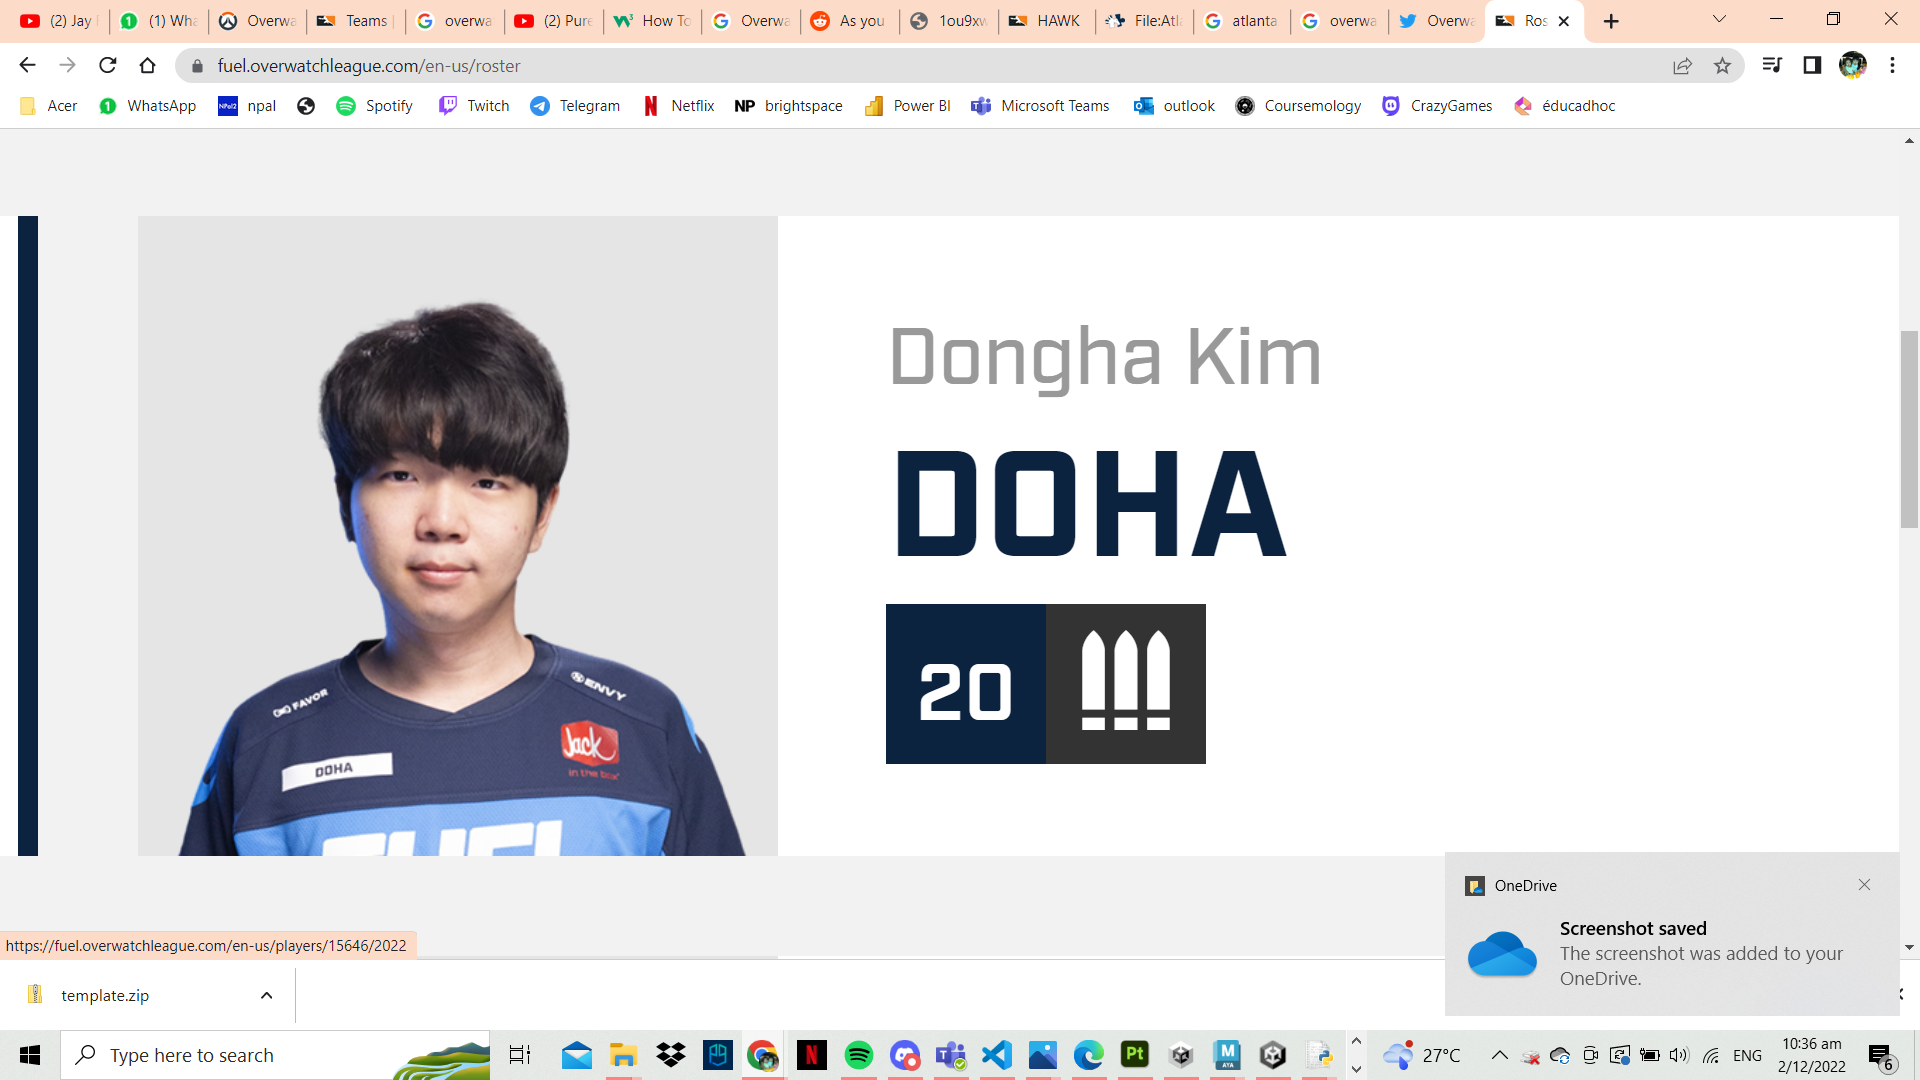 (2) Jay
(1) Wha
Overwa
Teams
overwa
(2) Pure
How To
Overwa
As you
1ou9xw
HAWK
File:Atla
atlanta
overwa
Overwa
Ros
fuel.overwatchleague.com/en-us/roster
Acer
WhatsApp
npal
Spotify
Twitch
Telegram
Netflix
NP brightspace
Power BI
Microsoft Teams
outlook
Coursemology
CrazyGames
éducadhoc
Dongha Kim
DOHA
20
FAVOR
ENVY
Jack
in the box
DOHA
FUEL
OneDrive
Screenshot saved
The screenshot was added to your
OneDrive.
https://fuel.overwatchleague.com/en-us/players/15646/2022
template.zip
Type here to search
27°C
ENG
10:36 am
2/12/2022
6